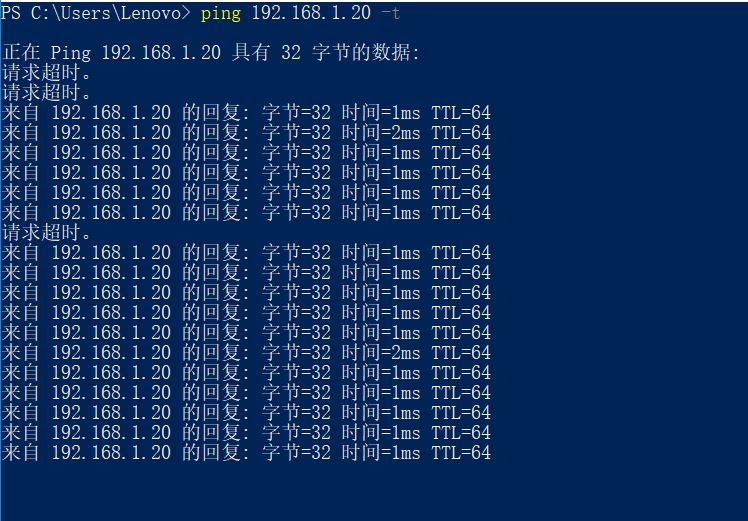 PS C:\Users\Lenovo> ping 192.168.1.20 -t
正在 Ping 192.168.1.20 具有 32 字节的数据:
请求超时。
请求超时。
来自 192.168.1.20 的回复: 字节=32 时间=1ms TTL=64
来自 192.168.1.20 的回复: 字节=32 时间=2ms TTL=64
来自 192.168.1.20 的回复: 字节=32 时间=1ms TTL=64
来自 192.168.1.20 的回复: 字节=32 时间=1ms TTL=64
来自 192.168.1.20 的回复: 字节=32 时间=1ms TTL=64
来自 192.168.1.20 的回复: 字节=32 时间=1ms TTL=64
请求超时。
来自 192.168.1.20 的回复: 字节=32 时间=1ms TTL=64
来自 192.168.1.20 的回复: 字节=32 时间=1ms TTL=64
来自 192.168.1.20 的回复: 字节=32 时间=1ms TTL=64
来自 192.168.1.20 的回复: 字节=32 时间=1ms TTL=64
来自 192.168.1.20 的回复: 字节=32 时间=1ms TTL=64
来自 192.168.1.20 的回复: 字节=32 时间=2ms TTL=64
来自 192.168.1.20 的回复: 字节=32 时间=1ms TTL=64
来自 192.168.1.20 的回复: 字节=32 时间=1ms TTL=64
来自 192.168.1.20 的回复: 字节=32 时间=1ms TTL=64
来自 192.168.1.20 的回复: 字节=32 时间=1ms TTL=64
来自 192.168.1.20 的回复: 字节=32 时间=1ms TTL=64